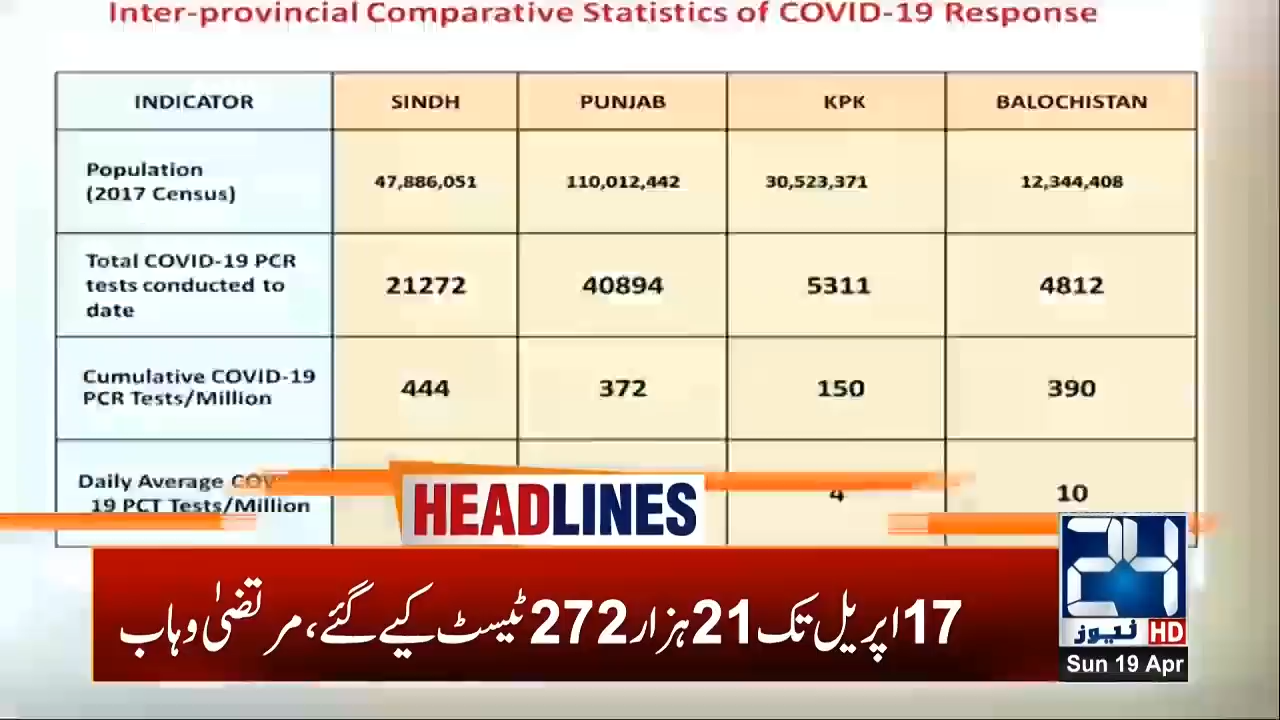 Inter-provincial Comparative Statistics of COVID-19 Response
INDICATOR SINDH PUNJAB KPK BALOCHISTAN
Population
(2017 Census) 47,886,051 110,012,442 30,523,371 12,344,408
Total COVID-19 PCR
tests conducted to 21272 40894 5311 4812
date
Cumulative COVID-19
PCR Tests/Million 444 372 150 390
Daily Average
19 PCT Tests/Million 4 10
HEADLINES
17 اپریل تک 21 ہزار 272 ٹیسٹ کیے گئے، مرتضیٰ وہاب
24
نیوز HD
Sun 19 Apr